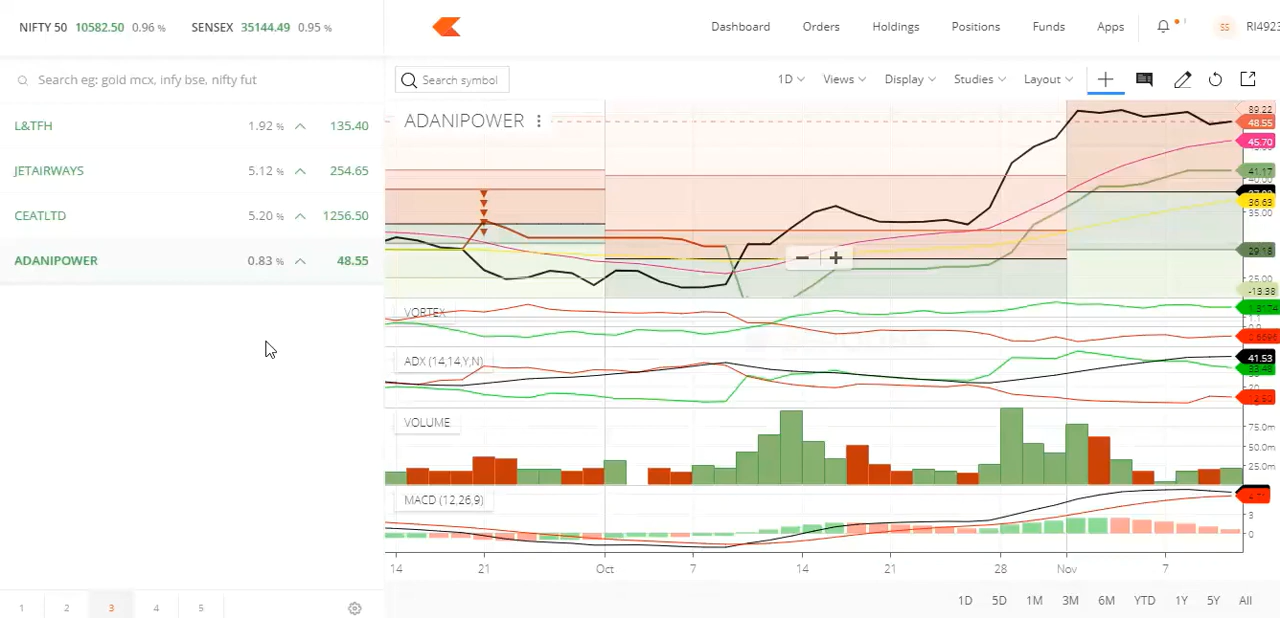 NIFTY 50 10582.50 0.96 % SENSEX 35144.49 0.95 % Dashboard Orders Holdings Positions Funds Apps 1 SS RI4923
Search eg: gold mcx, infy bse, nifty fut Search symbol 1D Views Display Studies Layout
89.22
L&TFH 1.92 % 135.40 ADANIPOWER 48.55
45.70
JETAIRWAYS 5.12 % 254.65 41.17
36.63
CEATLTD 5.20 % 1256.50 35.00
ADANIPOWER 0.83 % 48.55 29.18
25.00
-13.38
VORTEX
ADX (14,14,Y,N) 41.53
33.48
12.50
VOLUME 75.0m
50.0m
25.0m
MACD (12,26,9)
3
0
14 21 Oct 7 14 21 28 Nov 7
1 2 3 4 5 1D 5D 1M 3M 6M YTD 1Y 5Y All